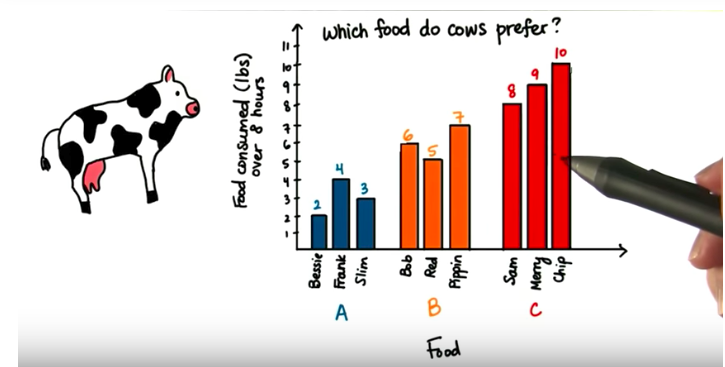 Which food do cows prefer?
Food consumed (lbs)
over 8 hours
11
10
9
8
7
6
5
4
3
2
1
2
4
3
6
5
7
8
9
10
Bessie
Frank
Slim
Bob
Red
Pippin
Sam
Merry
Chip
A
B
C
Food